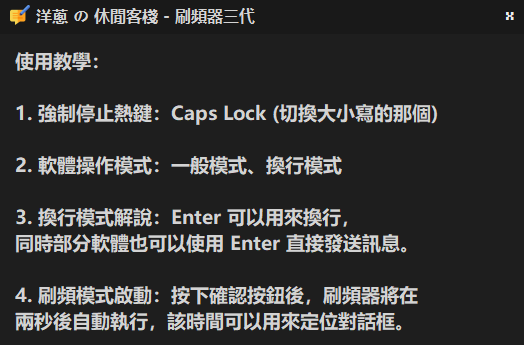 洋蔥 の 休閒客棧 - 刷頻器三代
使用教學：
1. 強制停止熱鍵：Caps Lock (切換大小寫的那個)
2. 軟體操作模式：一般模式、換行模式
3. 換行模式解說：Enter 可以用來換行，
同時部分軟體也可以使用 Enter 直接發送訊息。
4. 刷頻模式啟動：按下確認按鈕後，刷頻器將在
兩秒後自動執行，該時間可以用來定位對話框。